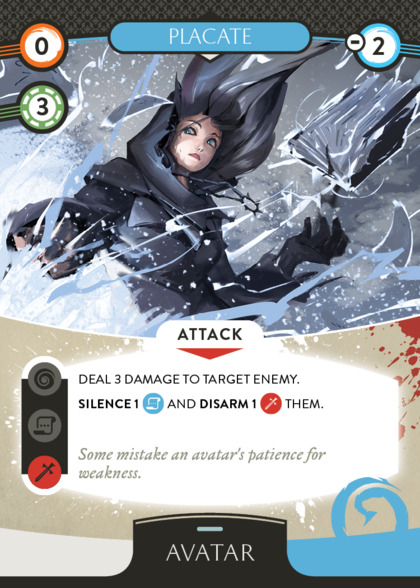 PLACATE
0
-2
3
ATTACK
DEAL 3 DAMAGE TO TARGET ENEMY.
SILENCE 1 AND DISARM 1 THEM.
Some mistake an avatar's patience for
weakness.
AVATAR